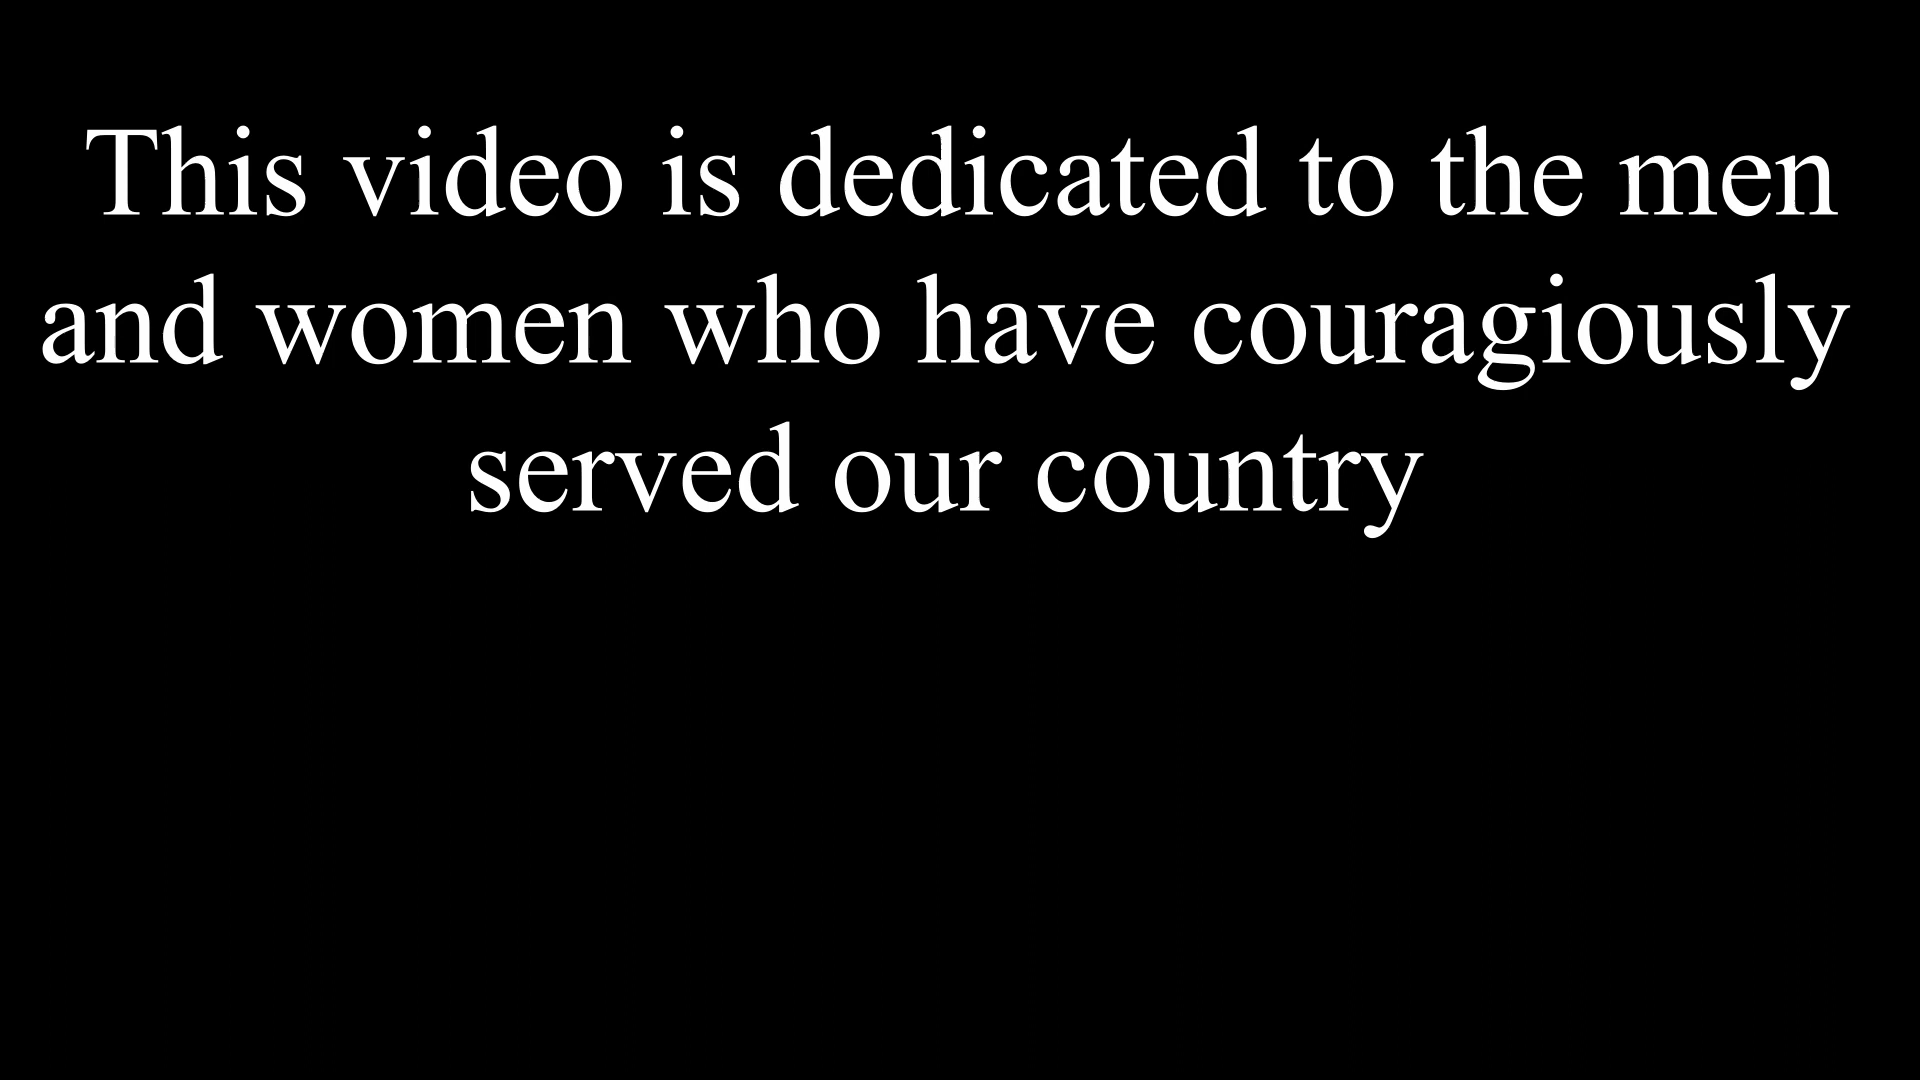 This video is dedicated to the men
and women who have couragiously
served our country